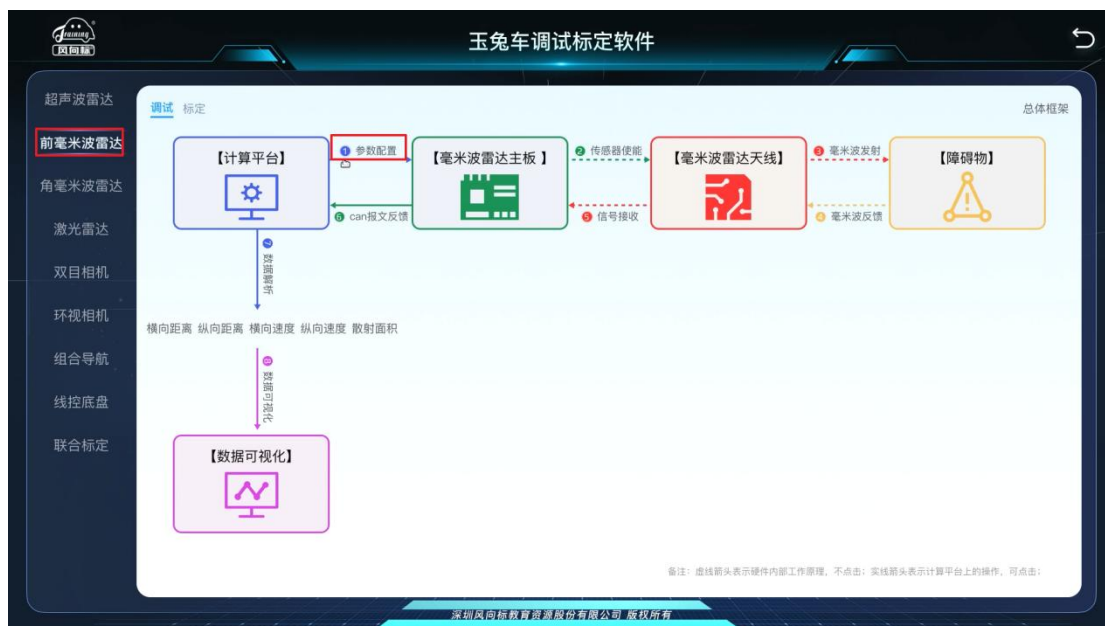 风向标
玉兔车调试标定软件
超声波雷达
前毫米波雷达
角毫米波雷达
激光雷达
双目相机
环视相机
组合导航
线控底盘
联合标定
调试 标定
总体框架
【计算平台】
1 参数配置
【毫米波雷达主板 】
2 传感器使能
【毫米波雷达天线】
3 毫米波发射
【障碍物】
6 can报文反馈
5 信号接收
4 毫米波反馈
7 数据解析
横向距离 纵向距离 横向速度 纵向速度 散射面积
8 数据可视化
【数据可视化】
备注：虚线箭头表示硬件内部工作原理，不点击；实线箭头表示计算平台上的操作，可点击；
深圳风向标教育资源股份有限公司 版权所有